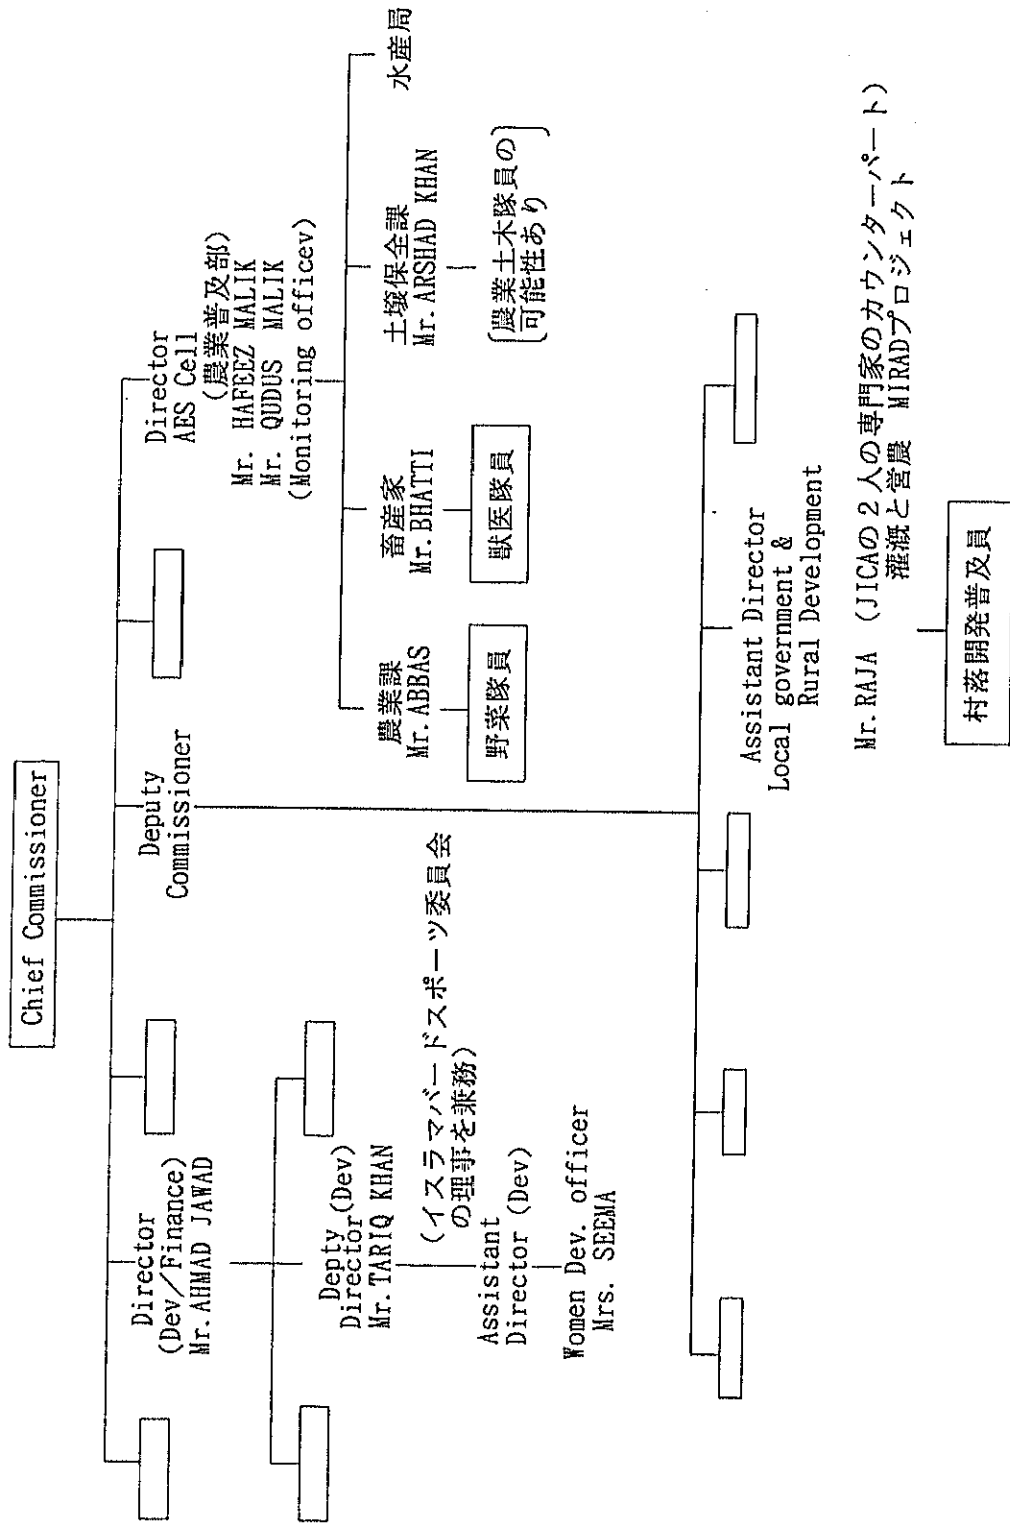 Chief Commissioner
Director
(Dev/Finance)
Mr. AHMAD JAWAD
Deputy
Commissioner
Director
AES Cell
(農業普及部)
Mr. HAFEEZ MALIK
Mr. QUDUS MALIK
(Monitoring officev)
Depty
Director(Dev)
Mr. TARIQ KHAN
(イスラマバードスポーツ委員会
の理事を兼務)
Assistant
Director (Dev)
Women Dev. officer
Mrs. SEEMA
農業課
Mr. ABBAS
野菜隊員
畜産家
Mr. BHATTI
獣医隊員
土壌保全課
Mr. ARSHAD KHAN
農業土木隊員の
可能性あり
水産局
Assistant Director
Local government &
Rural Development
Mr. RAJA (JICAの2人の専門家のカウンターパート)
灌漑と営農 MIRADプロジェクト
村落開発普及員